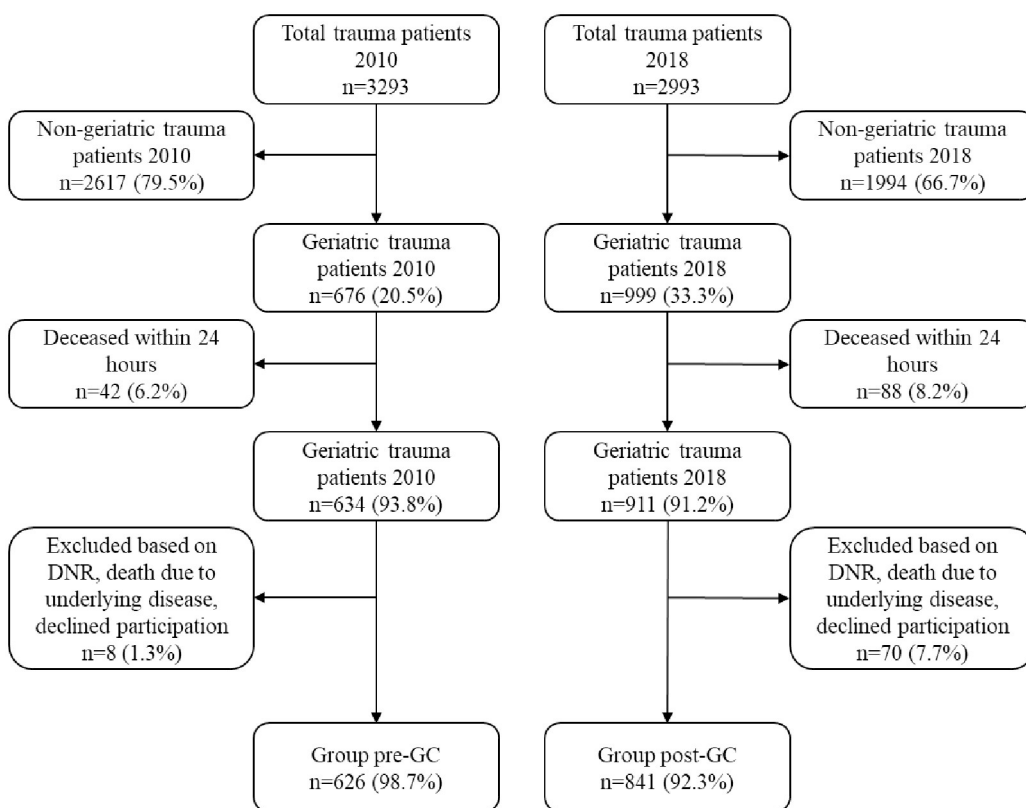 Total trauma patients
2010
n=3293
Total trauma patients
2018
n=2993
Non-geriatric trauma
patients 2010
n=2617 (79.5%)
Non-geriatric trauma
patients 2018
n=1994 (66.7%)
Geriatric trauma
patients 2010
n=676 (20.5%)
Geriatric trauma
patients 2018
n=999 (33.3%)
Deceased within 24
hours
n=42 (6.2%)
Deceased within 24
hours
n=88 (8.2%)
Geriatric trauma
patients 2010
n=634 (93.8%)
Geriatric trauma
patients 2018
n=911 (91.2%)
Excluded based on
DNR, death due to
underlying disease,
declined participation
n=8 (1.3%)
Excluded based on
DNR, death due to
underlying disease,
declined participation
n=70 (7.7%)
Group pre-GC
n=626 (98.7%)
Group post-GC
n=841 (92.3%)